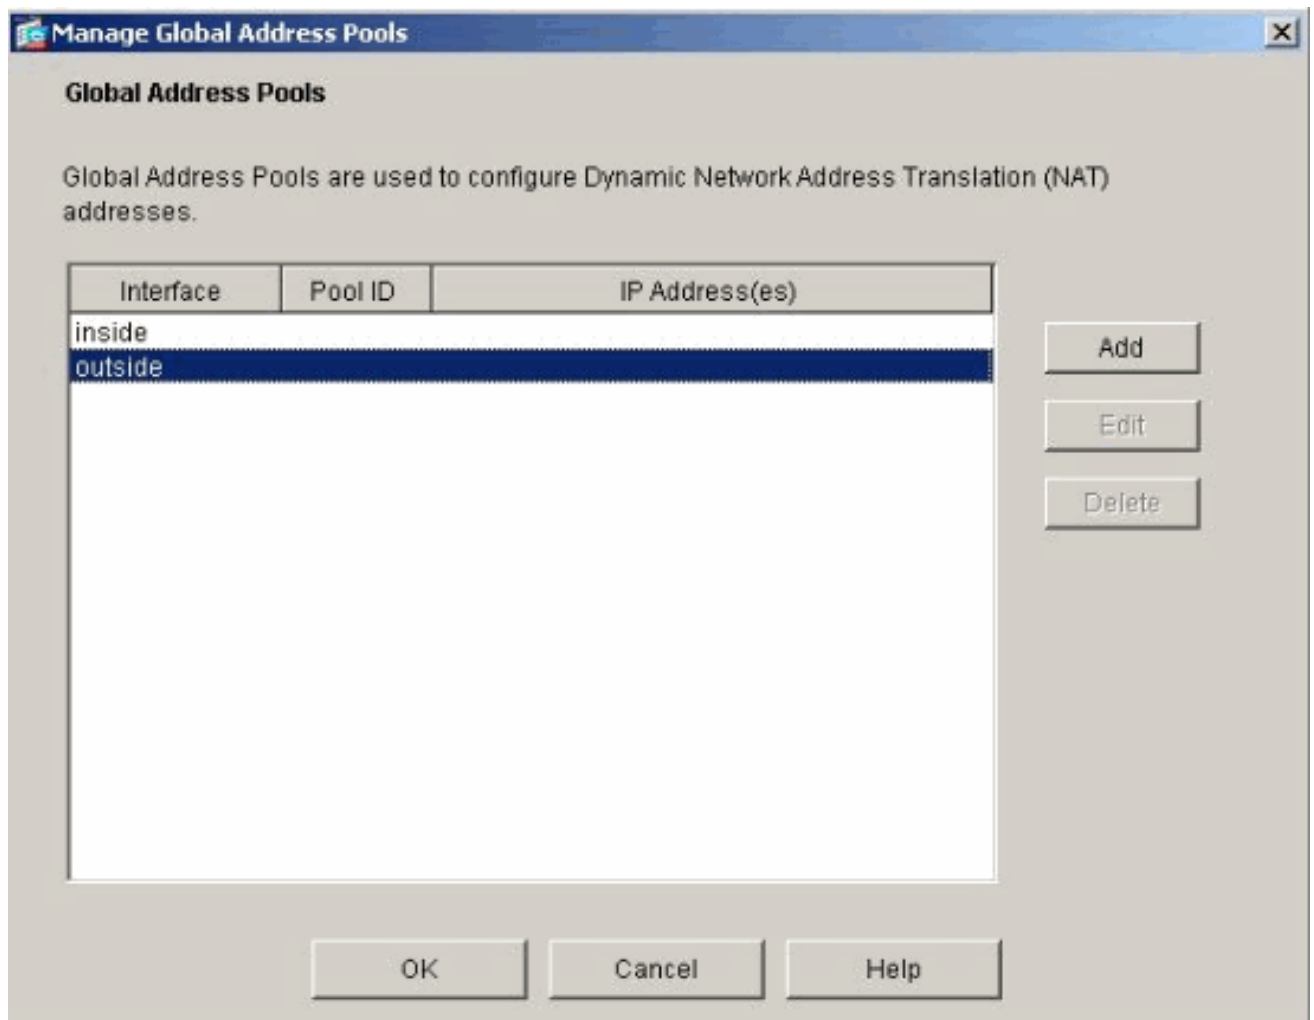 Manage Global Address Pools
Global Address Pools
Global Address Pools are used to configure Dynamic Network Address Translation (NAT)
addresses.
Interface Pool ID IP Address(es)
inside
outside
Add
Edit
Delete
OK Cancel Help